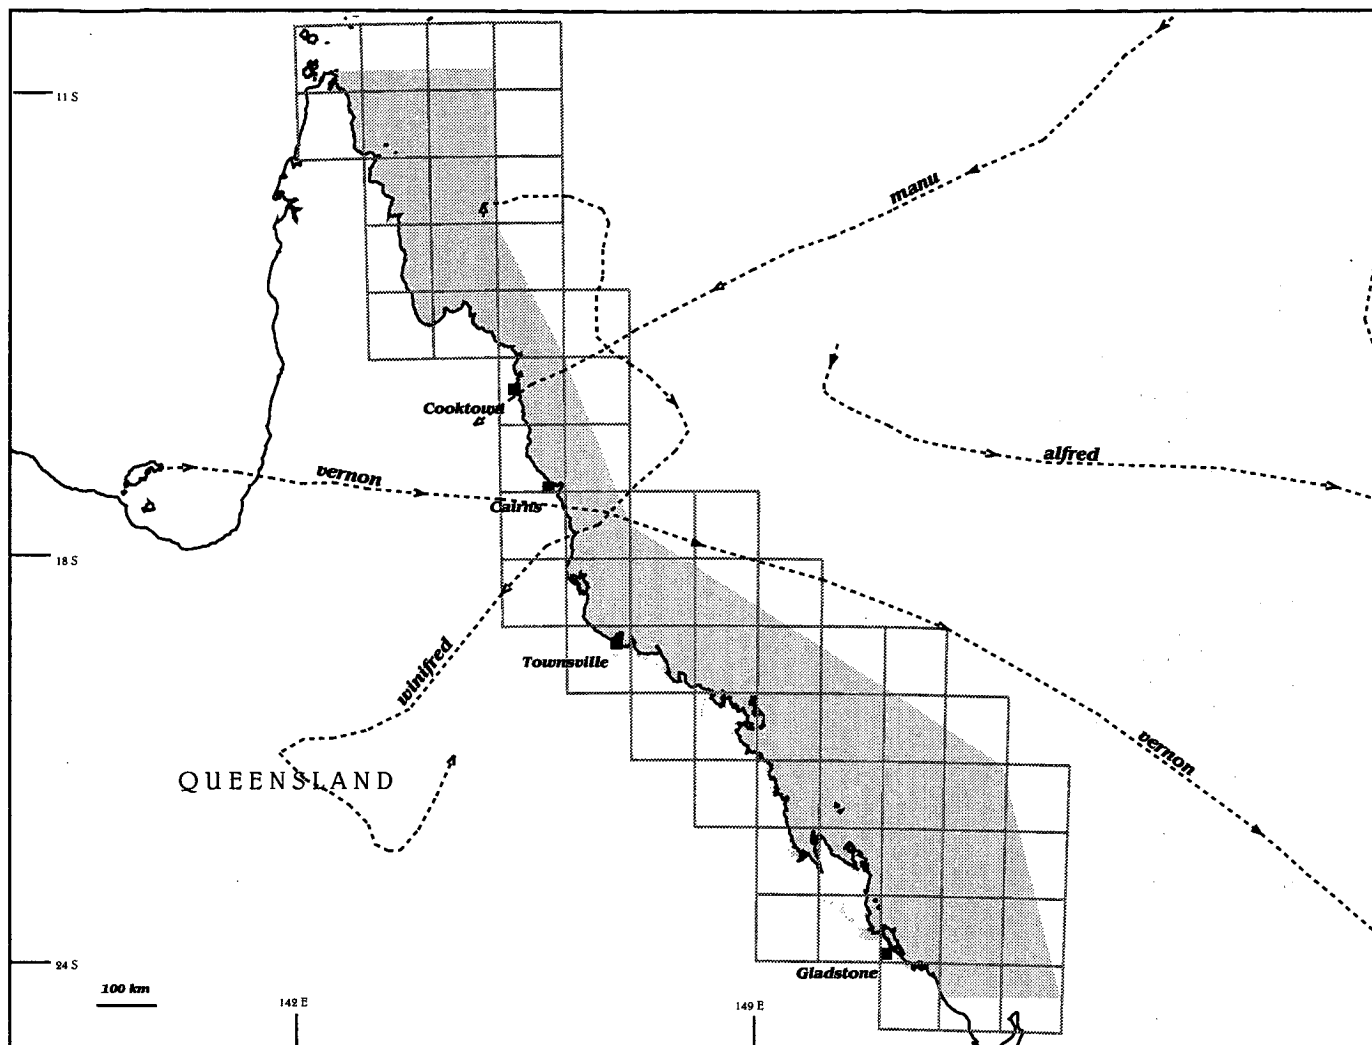 11 S
manu
Cooktown
vernon
alfred
Cairns
18 S
winifred
Townsville
vernon
QUEENSLAND
24 S
Gladstone
100 km
142 E
149 E